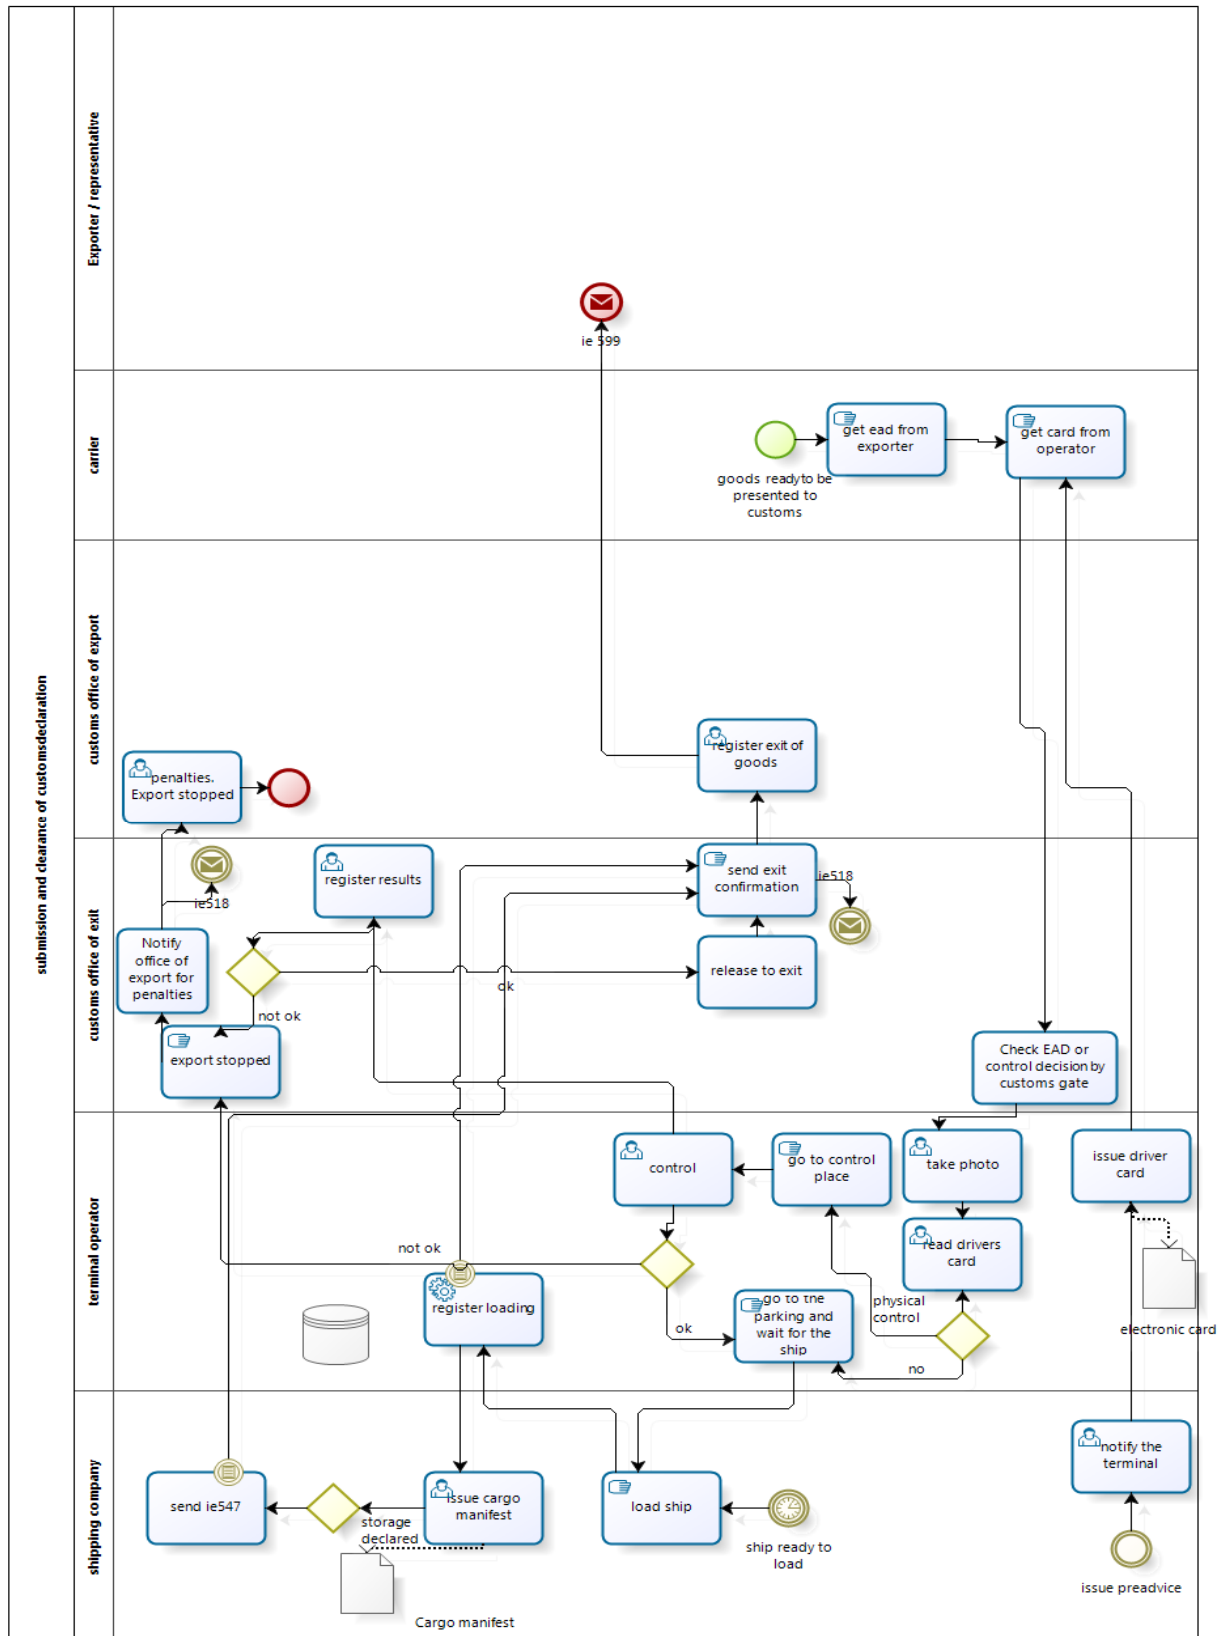 submission and clearance of customsdeclaration
Exporter / representative
ie 599
carrier
get ead from
exporter
get card from
operator
goods readyto be
presented to
customs
customs office of export
register exit of
goods
penalties.
Export stopped
customs office of exit
register results
send exit
confirmation
ie518
ie518
Notify
office of
export for
penalties
release to exit
ok
not ok
export stopped
Check EAD or
control decision by
customs gate
terminal operator
control
go to control
place
take photo
issue driver
card
not ok
read drivers
card
register loading
go to the
parking and
wait for the
ship
physical
control
ok
no
electronic card
shipping company
notify the
terminal
send ie547
storage
declared
issue cargo
manifest
load ship
ship ready to
load
issue preadvice
Cargo manifest